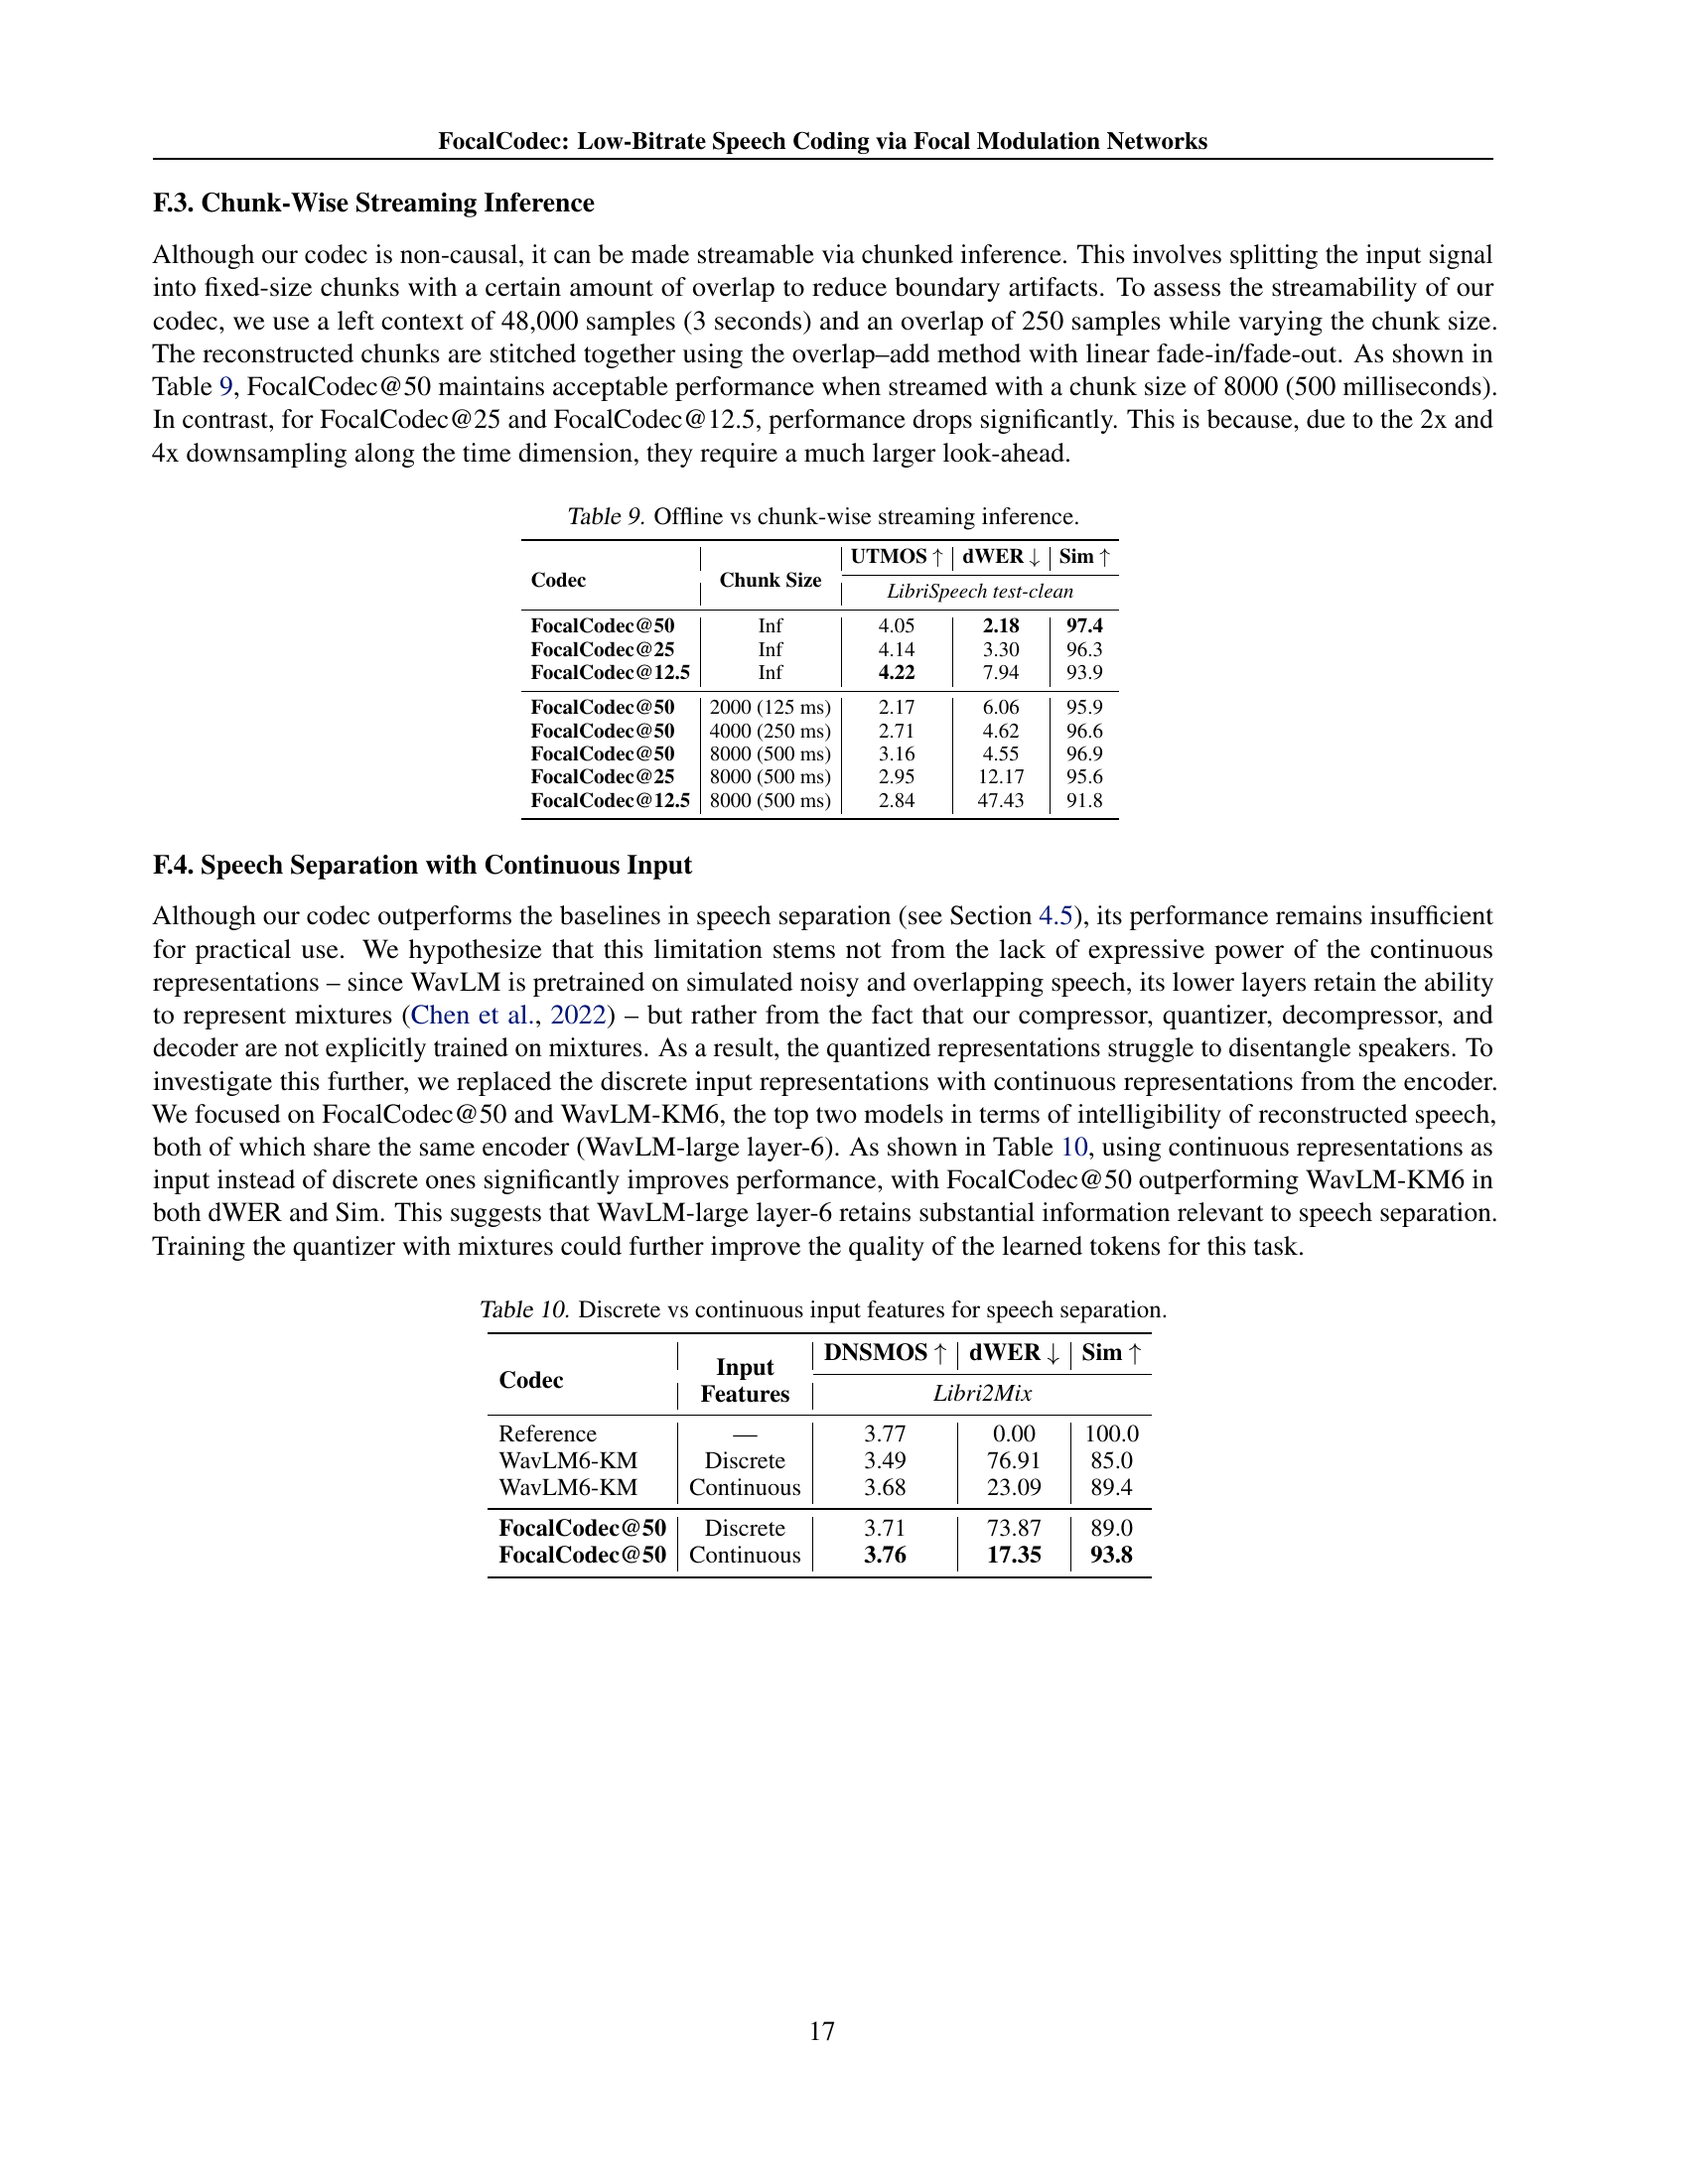 FocalCodec: Low-Bitrate Speech Coding via Focal Modulation Networks
F.3. Chunk-Wise Streaming Inference
Although our codec is non-causal, it can be made streamable via chunked inference. This involves splitting the input signal
into fixed-size chunks with a certain amount of overlap to reduce boundary artifacts. To assess the streamability of our
codec, we use a left context of 48,000 samples (3 seconds) and an overlap of 250 samples while varying the chunk size.
The reconstructed chunks are stitched together using the overlap–add method with linear fade-in/fade-out. As shown in
Table 9, FocalCodec@50 maintains acceptable performance when streamed with a chunk size of 8000 (500 milliseconds).
In contrast, for FocalCodec@25 and FocalCodec@12.5, performance drops significantly. This is because, due to the 2x and
4x downsampling along the time dimension, they require a much larger look-ahead.
Table 9. Offline vs chunk-wise streaming inference.
Codec Chunk Size UTMOS ↑ dWER ↓ Sim ↑
LibriSpeech test-clean
FocalCodec@50 Inf 4.05 2.18 97.4
FocalCodec@25 Inf 4.14 3.30 96.3
FocalCodec@12.5 Inf 4.22 7.94 93.9
FocalCodec@50 2000 (125 ms) 2.17 6.06 95.9
FocalCodec@50 4000 (250 ms) 2.71 4.62 96.6
FocalCodec@50 8000 (500 ms) 3.16 4.55 96.9
FocalCodec@25 8000 (500 ms) 2.95 12.17 95.6
FocalCodec@12.5 8000 (500 ms) 2.84 47.43 91.8
F.4. Speech Separation with Continuous Input
Although our codec outperforms the baselines in speech separation (see Section 4.5), its performance remains insufficient
for practical use. We hypothesize that this limitation stems not from the lack of expressive power of the continuous
representations – since WavLM is pretrained on simulated noisy and overlapping speech, its lower layers retain the ability
to represent mixtures (Chen et al., 2022) – but rather from the fact that our compressor, quantizer, decompressor, and
decoder are not explicitly trained on mixtures. As a result, the quantized representations struggle to disentangle speakers. To
investigate this further, we replaced the discrete input representations with continuous representations from the encoder.
We focused on FocalCodec@50 and WavLM-KM6, the top two models in terms of intelligibility of reconstructed speech,
both of which share the same encoder (WavLM-large layer-6). As shown in Table 10, using continuous representations as
input instead of discrete ones significantly improves performance, with FocalCodec@50 outperforming WavLM-KM6 in
both dWER and Sim. This suggests that WavLM-large layer-6 retains substantial information relevant to speech separation.
Training the quantizer with mixtures could further improve the quality of the learned tokens for this task.
Table 10. Discrete vs continuous input features for speech separation.
Codec Input Features DNSMOS ↑ dWER ↓ Sim ↑
Libri2Mix
Reference — 3.77 0.00 100.0
WavLM6-KM Discrete 3.49 76.91 85.0
WavLM6-KM Continuous 3.68 23.09 89.4
FocalCodec@50 Discrete 3.71 73.87 89.0
FocalCodec@50 Continuous 3.76 17.35 93.8
17